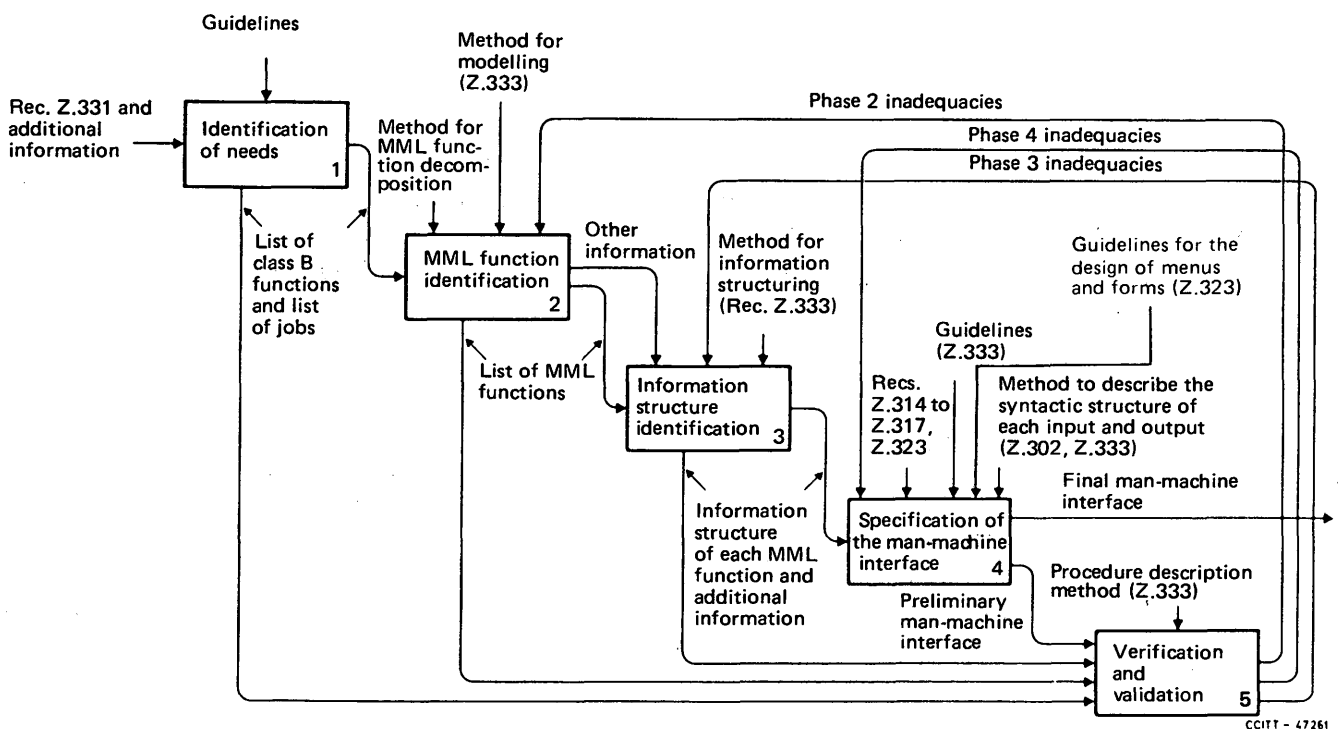 Guidelines
Rec. Z.331 and
additional
information
Identification
of needs
1
Method for
modelling
(Z.333)
Method for
MML func-
tion decom-
position
Phase 2 inadequacies
Phase 4 inadequacies
Phase 3 inadequacies
List of
class B
functions
and list
of jobs
MML function
identification
2
Other
information
Method for
information
structuring
(Rec. Z.333)
Guidelines for the
design of menus
and forms (Z.323)
List of MML
functions
Information
structure
identification
3
Guidelines
(Z.333)
Recs.
Z.314 to
Z.317,
Z.323
Method to describe the
syntactic structure of
each input and output
(Z.302, Z.333)
Final man-machine
interface
Information
structure
of each MML
function and
additional
information
Specification of
the man-machine
interface
4
Preliminary
man-machine
interface
Procedure description
method (Z.333)
Verification
and
validation
5
CCITT - 47261